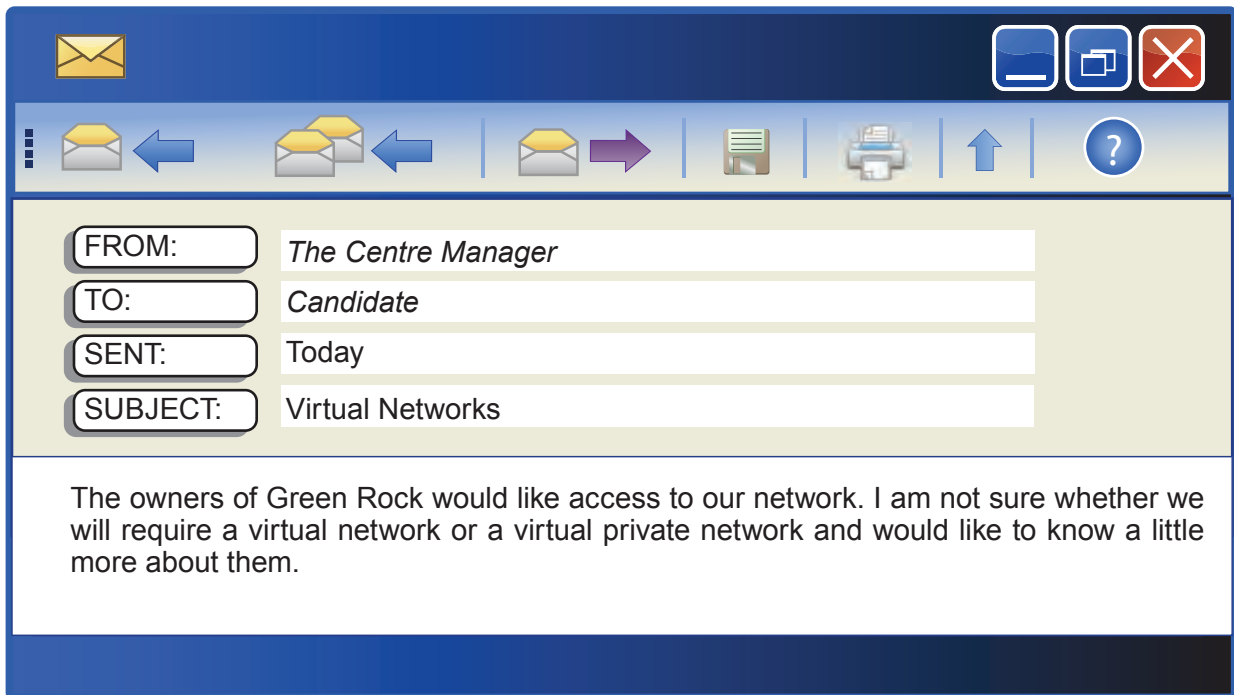 ?
FROM: The Centre Manager
TO: Candidate
SENT: Today
SUBJECT: Virtual Networks
The owners of Green Rock would like access to our network. I am not sure whether we
will require a virtual network or a virtual private network and would like to know a little
more about them.